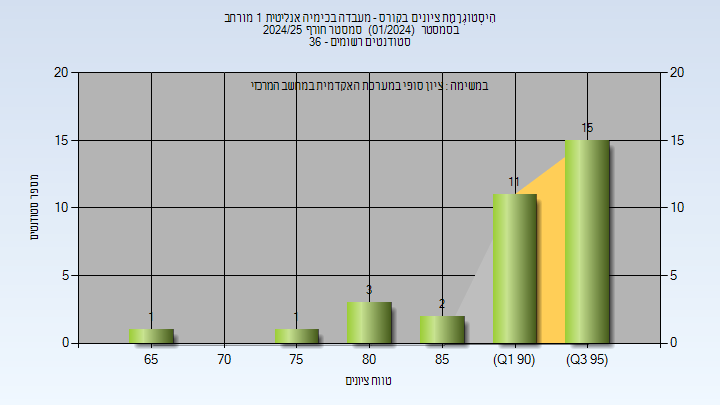 הִיסְטוֹגְרַמַת ציונים בקורס - מעבדה בכימיה אנליטית 1 מורחב
בסמסטר (01/2024) סמסטר חורף 2024/25
סטודנטים רשומים - 36
במשימה : ציון סופי במערכת האקדמית במחשב המרכזי
20 20
15 15
10 10
5 5
0 0
מספר סטודנטים
1 1 3 2 11 15
65 70 75 80 85 (Q1 90) (Q3 95)
טווח ציונים